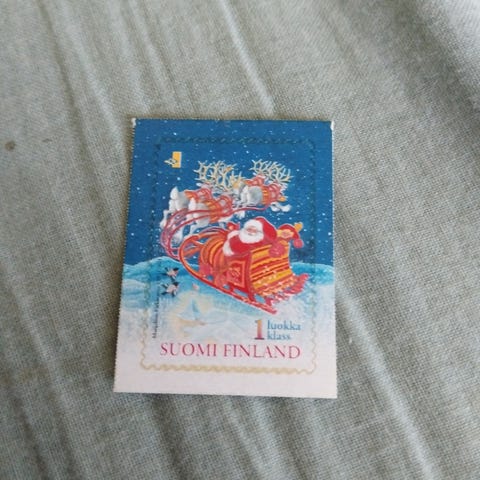 1 luokka
klass
SUOMI FINLAND